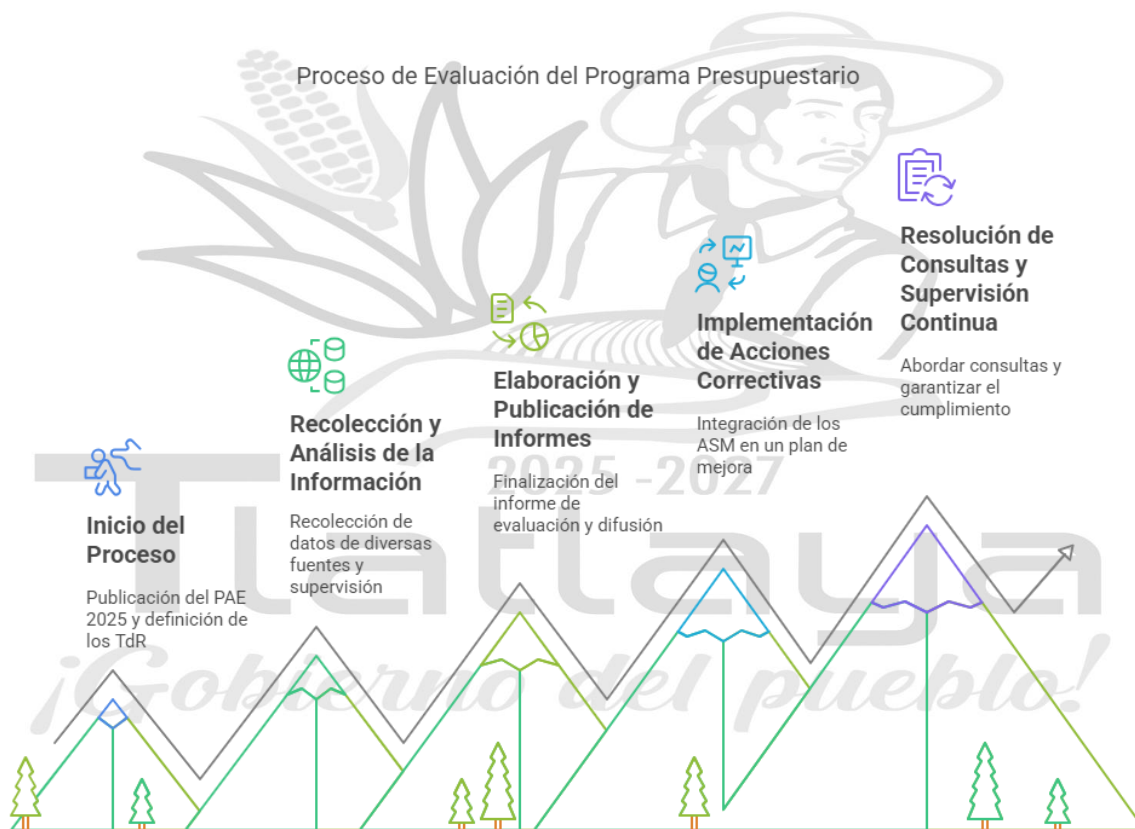 Proceso de Evaluación del Programa Presupuestario
Inicio del
Proceso
Publicación del PAE
2025 y definición de
los TdR
Recolección y
Análisis de la
Información
Recolección de
datos de diversas
fuentes y
supervisión
Elaboración y
Publicación de
Informes
Finalización del
informe de
evaluación y difusión
Implementación
de Acciones
Correctivas
Integración de los
ASM en un plan de
mejora
Resolución de
Consultas y
Supervisión
Continua
Abordar consultas y
garantizar el
cumplimiento
2025 -2027
Tlatlaya
¡Gobierno del pueblo!